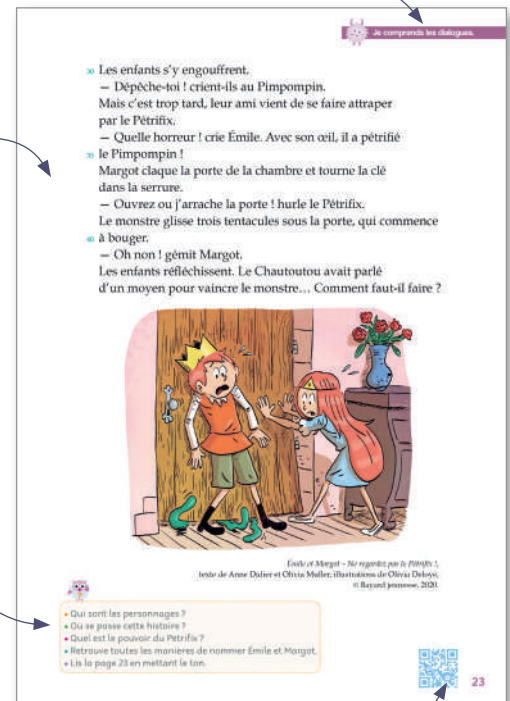 Je comprends les dialogues.
30 Les enfants s'y engouffrent.
— Dépêche-toi ! crient-ils au Pimpompin.
Mais c'est trop tard, leur ami vient de se faire attraper
par le Pétrifix.
— Quelle horreur ! crie Émile. Avec son œil, il a pétrifié
35 le Pimpompin !
Margot claque la porte de la chambre et tourne la clé
dans la serrure.
— Ouvrez ou j'arrache la porte ! hurle le Pétrifix.
Le monstre glisse trois tentacules sous la porte, qui commence
40 à bouger.
— Oh non ! gémit Margot.
Les enfants réfléchissent. Le Chautoutou avait parlé
d'un moyen pour vaincre le monstre… Comment faut-il faire ?
Émile et Margot – Ne regardez pas le Pétrifix !,
texte de Anne Didier et Olivia Muller, illustrations de Olivia Deloye,
© Bayard jeunesse, 2020.
• Qui sont les personnages ?
• Où se passe cette histoire ?
• Quel est le pouvoir du Pétrifix ?
• Retrouve toutes les manières de nommer Émile et Margot.
• Lis la page 23 en mettant le ton.
23